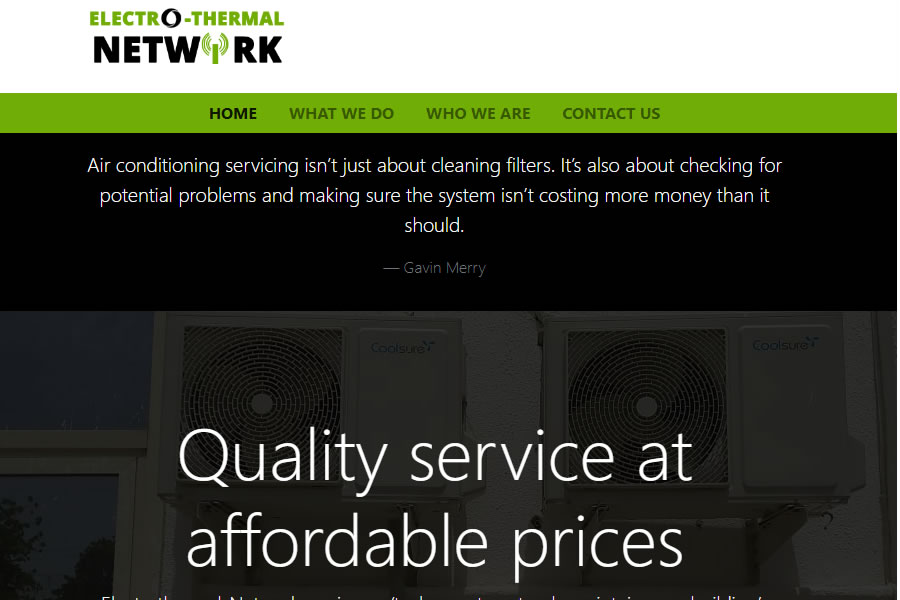 ELECTRO-THERMAL
NETWORK
HOME WHAT WE DO WHO WE ARE CONTACT US
Air conditioning servicing isn’t just about cleaning filters. It’s also about checking for
potential problems and making sure the system isn’t costing more money than it
should.
— Gavin Merry
Coolsure Coolsure
Quality service at
affordable prices